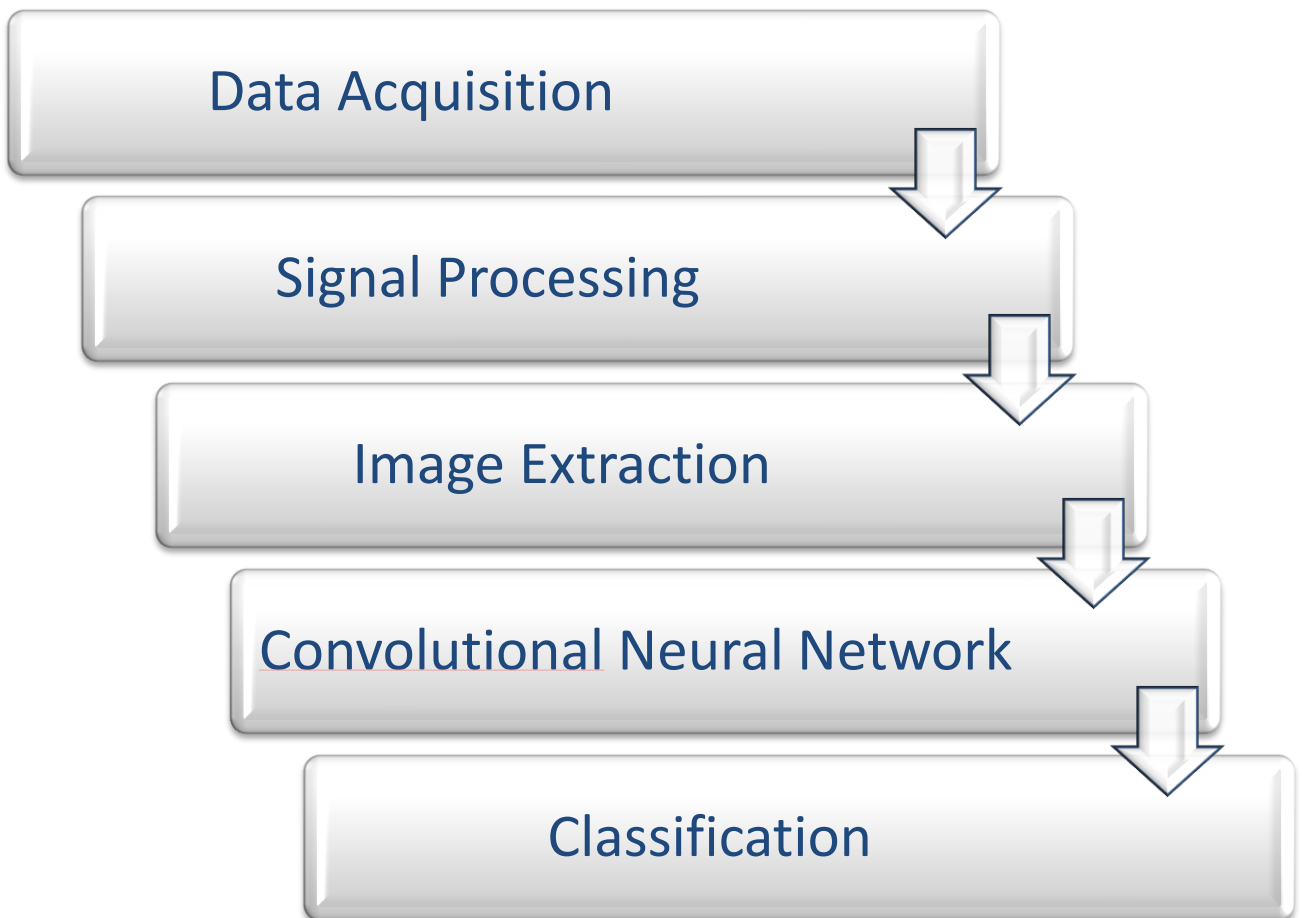 Data Acquisition
Signal Processing
Image Extraction
Convolutional Neural Network
Classification